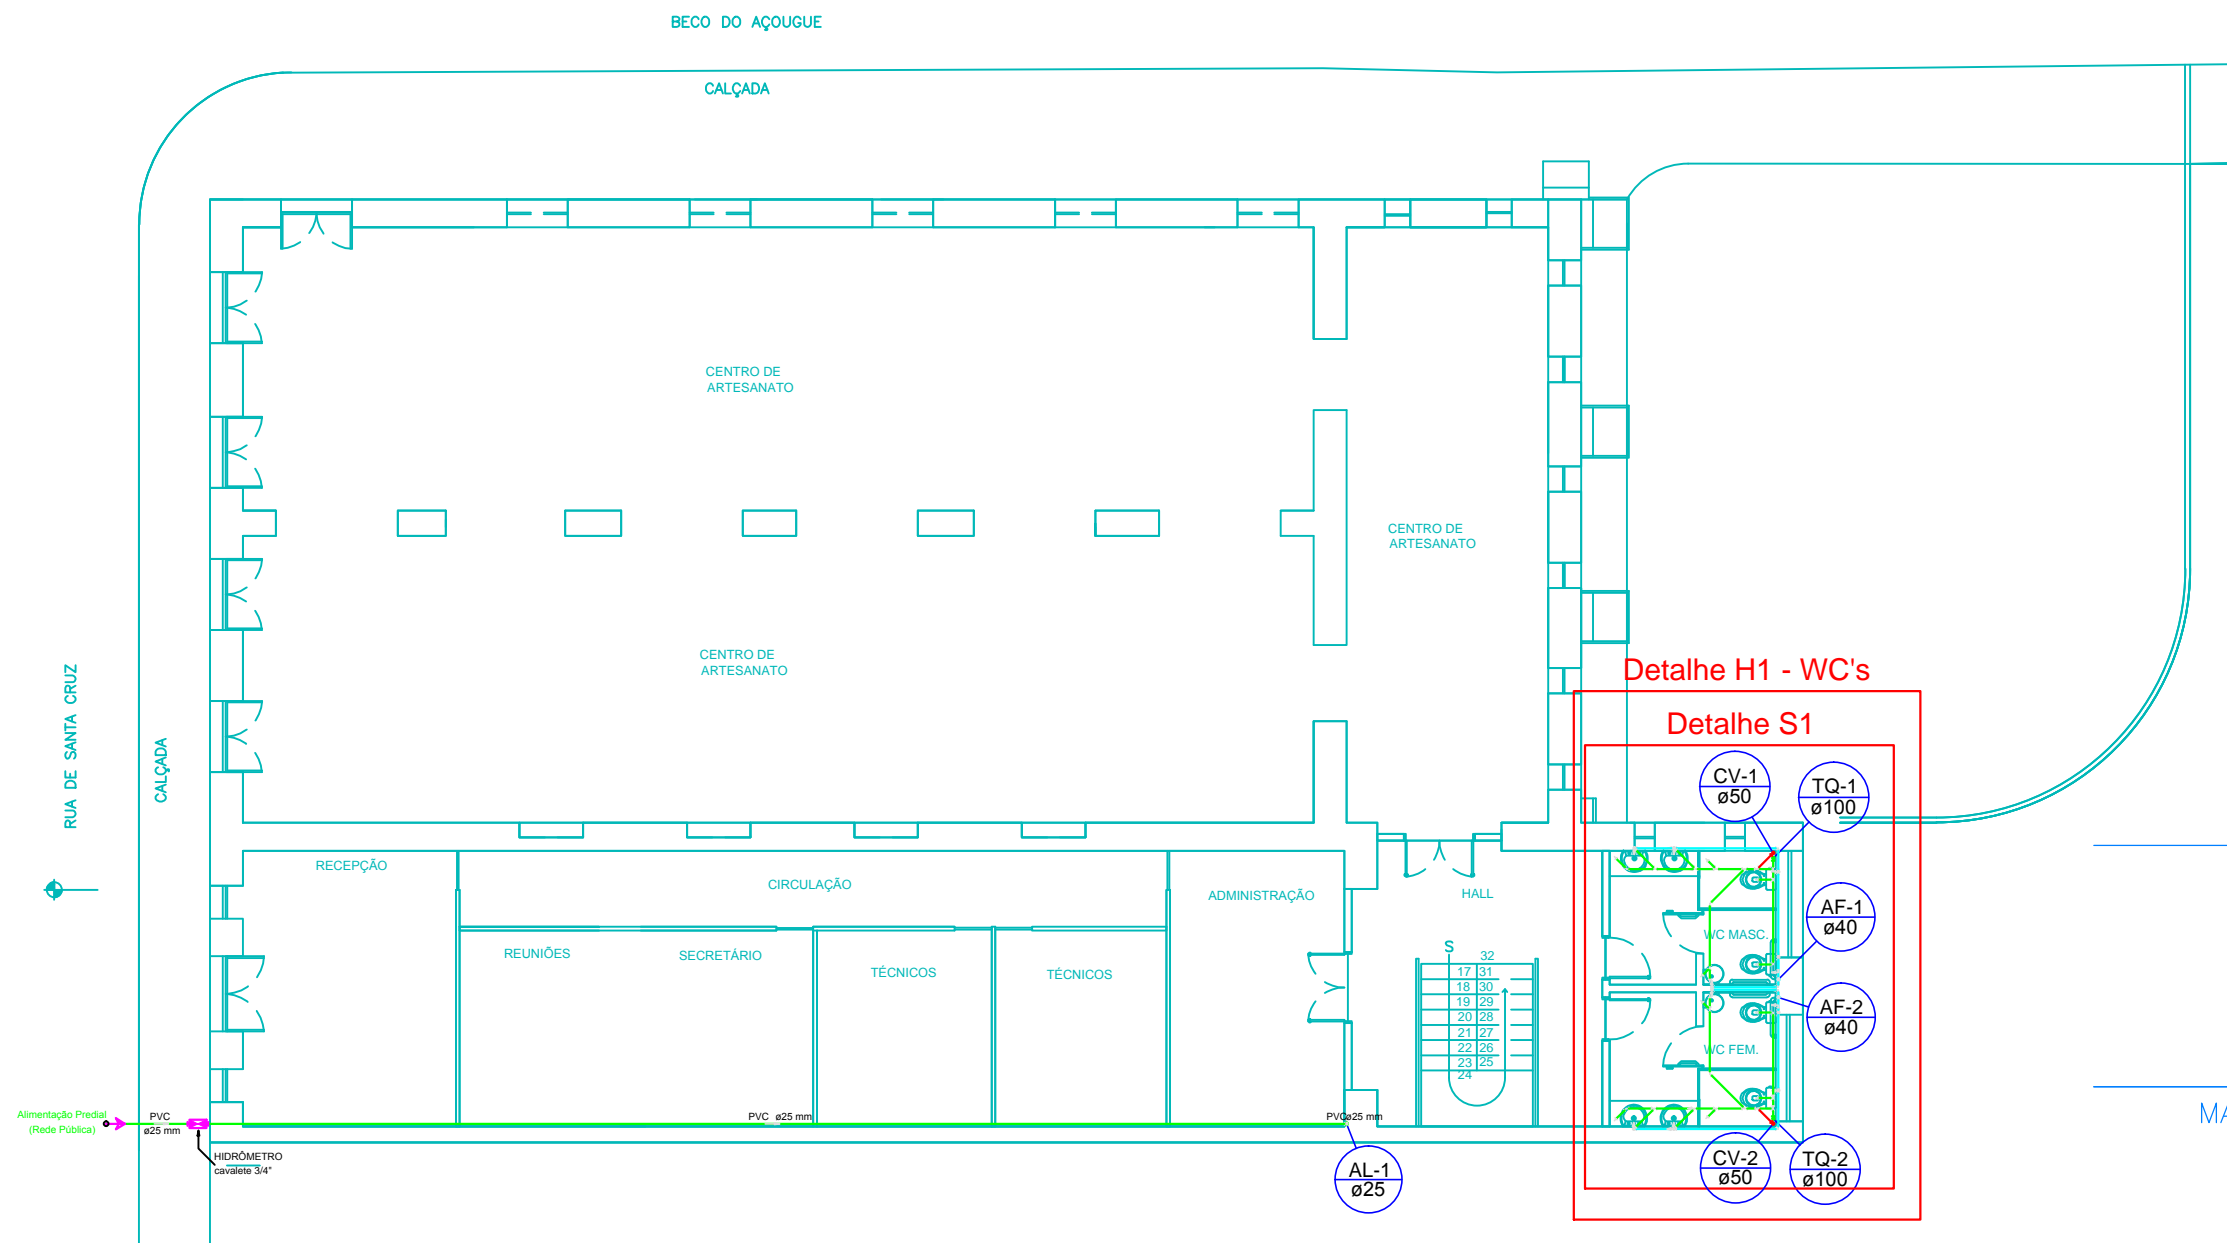 BECO DO AÇOUGUE
CALÇADA
CENTRO DE
ARTESANATO
CENTRO DE
ARTESANATO
CENTRO DE
ARTESANATO
RUA DE SANTA CRUZ
CALÇADA
Detalhe H1 - WC's
Detalhe S1
CV-1
ø50
TQ-1
ø100
RECEPÇÃO
CIRCULAÇÃO
ADMINISTRAÇÃO
HALL
AF-1
ø40
WC MASC.
REUNIÕES
SECRETÁRIO
TÉCNICOS
TÉCNICOS
S
32
17 31
18 30
19 29
20 28
21 27
22 26
23 25
24
AF-2
ø40
WC FEM.
Alimentação Predial
(Rede Pública)
PVC
ø25 mm
PVC ø25 mm
PVCø25 mm
MA
HIDRÔMETRO
cavalete 3/4"
AL-1
ø25
CV-2
ø50
TQ-2
ø100